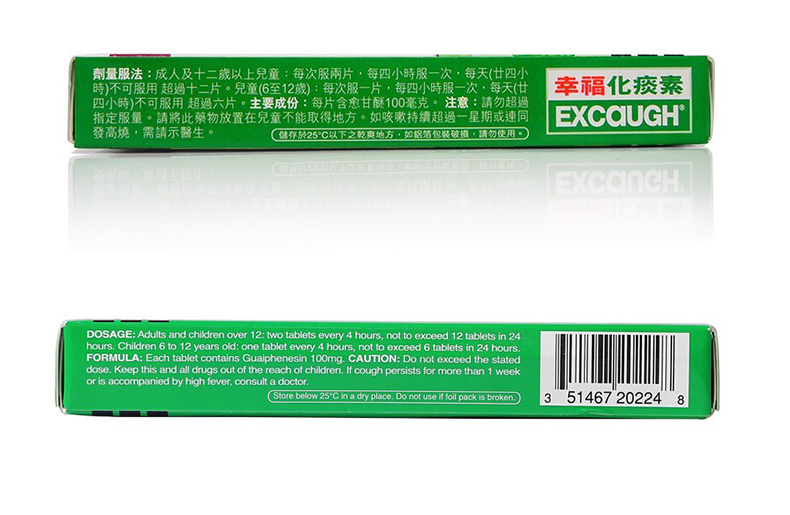 劑量服法：成人及十二歲以上兒童：每次服兩片，每四小時服一次，每天(廿四
小時)不可服用 超過十二片。兒童(6至12歲)：每次服一片，每四小時服一次，每天(廿
四小時)不可服用 超過六片。主要成份：每片含愈甘醚100毫克。 注意：請勿超過
指定服量。請將此藥物放置在兒童不能取得地方。如咳嗽持續超過一星期或連同
發高燒，需請示醫生。
儲存於25°C以下之乾爽地方，如鋁箔包裝破損，請勿使用。
幸福化痰素
EXCAUGH®
DOSAGE: Adults and children over 12: two tablets every 4 hours, not to exceed 12 tablets in 24
hours. Children 6 to 12 years old: one tablet every 4 hours, not to exceed 6 tablets in 24 hours.
FORMULA: Each tablet contains Guaiphenesin 100mg. CAUTION: Do not exceed the stated
dose. Keep this and all drugs out of the reach of children. If cough persists for more than 1 week
or is accompanied by high fever, consult a doctor.
Store below 25°C in a dry place. Do not use if foil pack is broken.
3 51467 20224 8